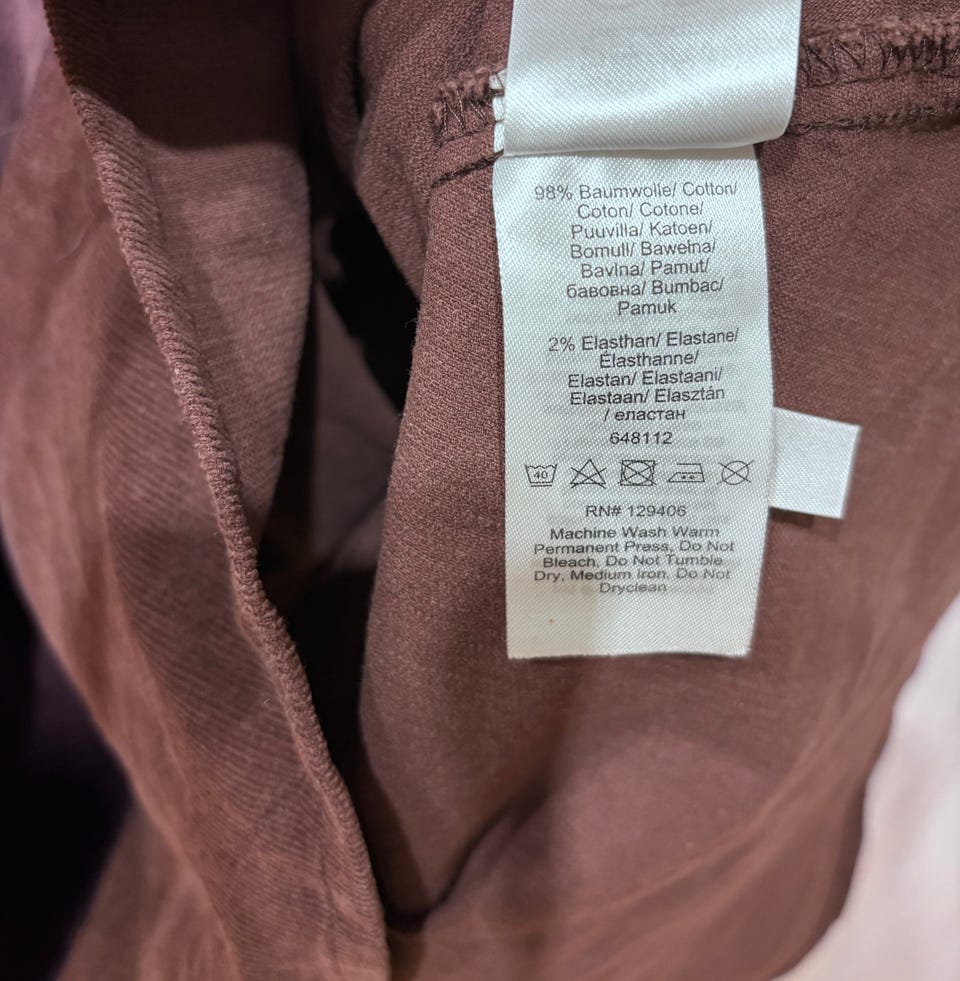 98% Baumwolle/ Cotton/
Coton/ Cotone/
Puuvilla/ Katoen/
Bomull/ Bawełna/
Bavlna/ Pamut/
бавовна/ Bumbac/
Pamuk
2% Elasthan/ Elastane/
Élasthanne/
Elastan/ Elastaani/
Elastaan/ Elasztán
/ еластан
648112
40
RN# 129406
Machine Wash Warm
Permanent Press, Do Not
Bleach, Do Not Tumble
Dry, Medium Iron, Do Not
Dryclean